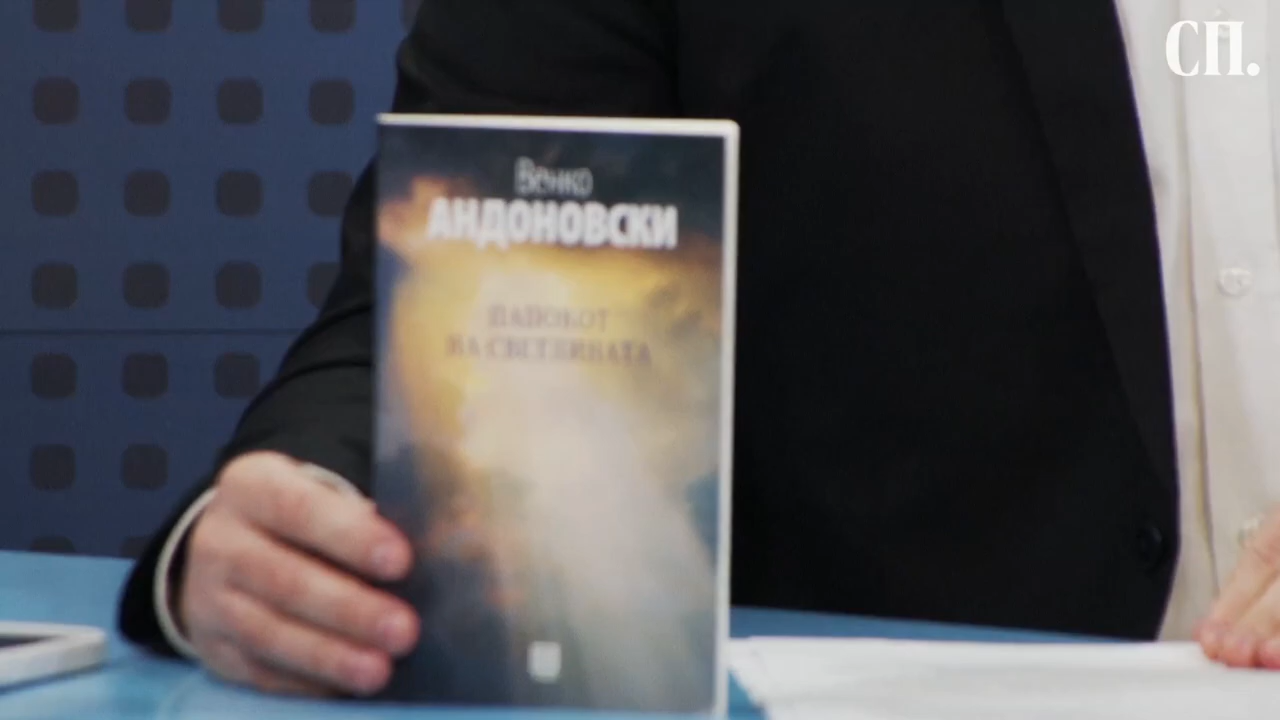 СП.
Венко
АНДОНОВСКИ
ПАПОКОТ
НА СВЕТЛИНАТА